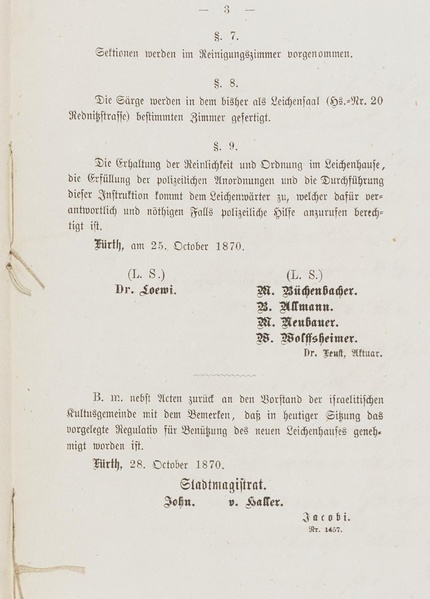 — 3 —
§. 7.
Sektionen werden im Reinigungszimmer vorgenommen.
§. 8.
Die Särge werden in dem bisher als Leichensaal (Hs.=Nr. 20
Rednitzstrasse) bestimmten Zimmer gefertigt.
§. 9.
Die Erhaltung der Reinlichkeit und Ordnung im Leichenhause,
die Erfüllung der polizeilichen Anordnungen und die Durchführung
dieser Instruktion kommt dem Leichenwärter zu, welcher dafür ver-
antwortlich und nöthigen Falls polizeiliche Hilfe anzurufen berech-
tigt ist.
Fürth, am 25. October 1870.
(L. S.) (L. S.)
Dr. Loewi. M. Büchenbacher.
B. Allmann.
M. Neubauer.
W. Wolffsheimer.
Dr. Feust, Aktuar.
B. m. nebst Acten zurück an den Vorstand der israelitischen
Kultusgemeinde mit dem Bemerken, daß in heutiger Sitzung das
vorgelegte Regulativ für Benützung des neuen Leichenhauses geneh-
migt worden ist.
Fürth, 28. October 1870.
Stadtmagistrat.
John. v. Haller.
Jacobi.
Nr. 1457.